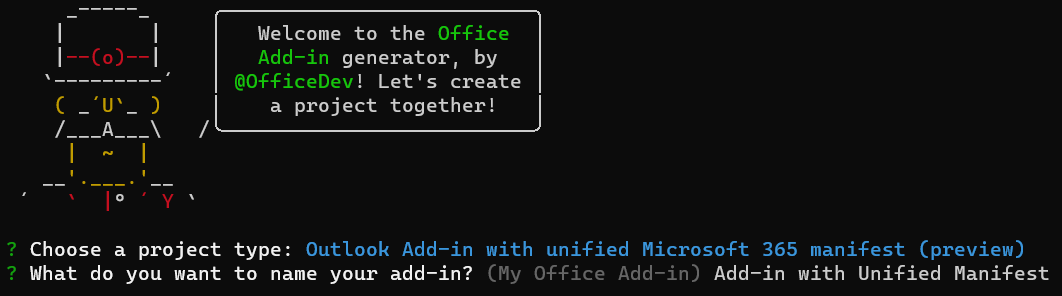 Welcome to the Office
Add-in generator, by
@OfficeDev! Let's create
a project together!
? Choose a project type: Outlook Add-in with unified Microsoft 365 manifest (preview)
? What do you want to name your add-in? (My Office Add-in) Add-in with Unified Manifest